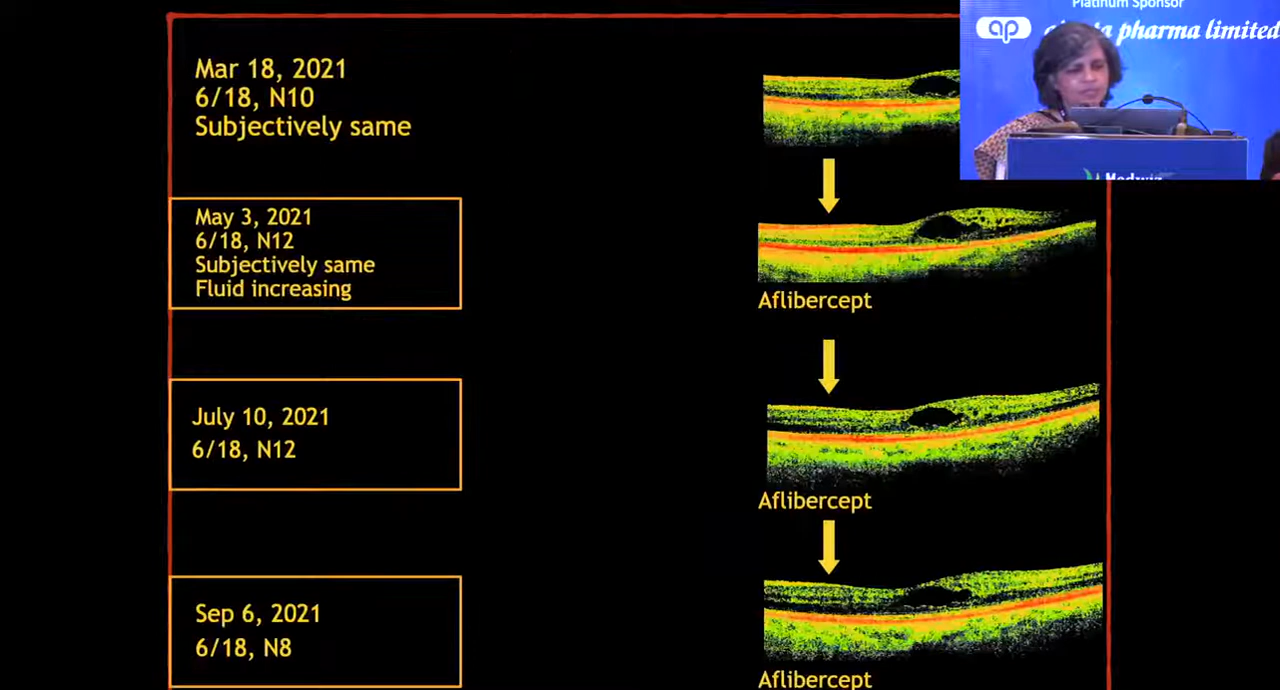 Platinum Sponsor
ap
pharma limited
Mar 18, 2021
6/18, N10
Subjectively same
May 3, 2021
6/18, N12
Subjectively same
Fluid increasing
Aflibercept
July 10, 2021
6/18, N12
Aflibercept
Sep 6, 2021
6/18, N8
Aflibercept